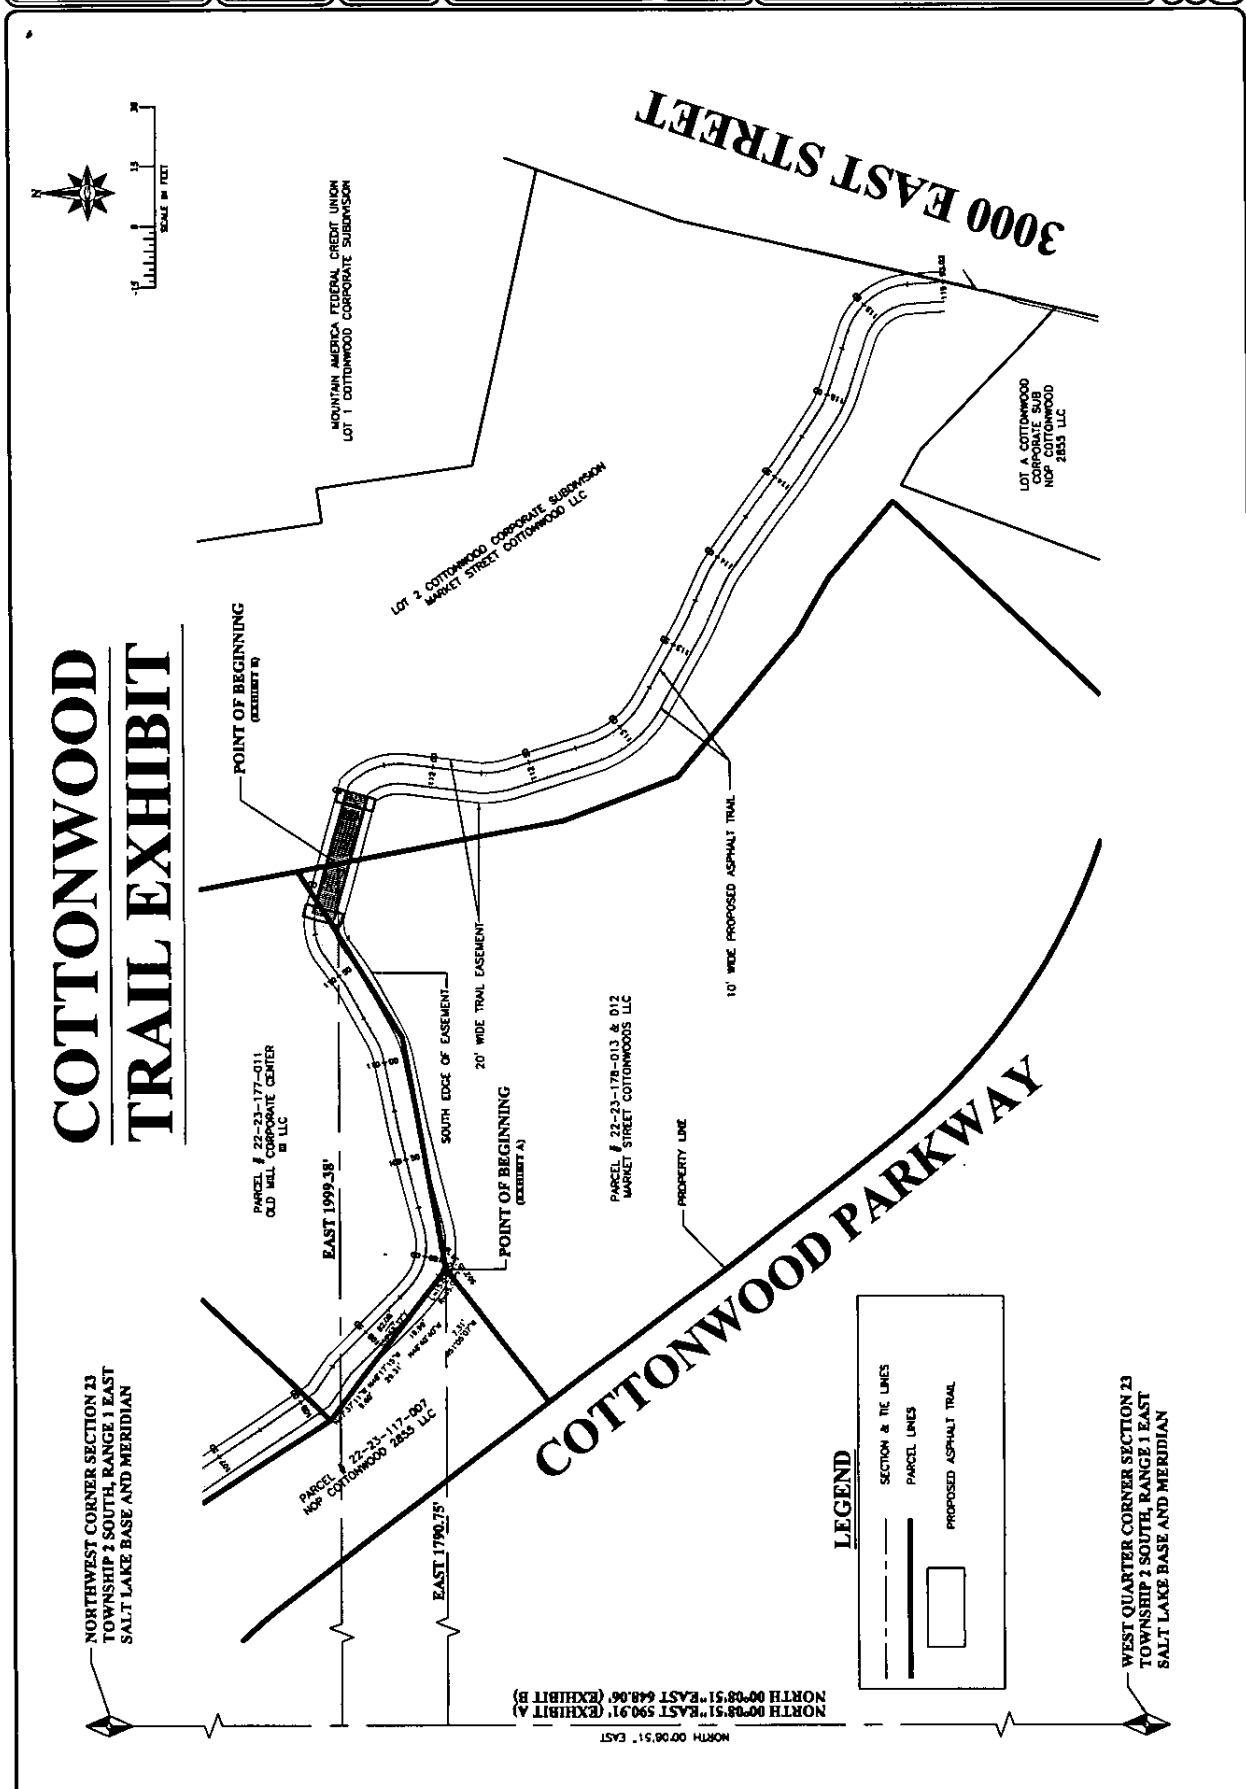 COTTONWOOD
TRAIL EXHIBIT
N
-15 0 15 30
SCALE IN FEET
NORTHWEST CORNER SECTION 23
TOWNSHIP 2 SOUTH, RANGE 1 EAST
SALT LAKE BASE AND MERIDIAN
PARCEL # 22-23-177-011
OLD MILL CORPORATE CENTER
III LLC
POINT OF BEGINNING
(EXHIBIT B)
MOUNTAIN AMERICA FEDERAL CREDIT UNION
LOT 1 COTTONWOOD CORPORATE SUBDIVISION
LOT 2 COTTONWOOD CORPORATE SUBDIVISION
MARKET STREET COTTONWOOD LLC
3000 EAST STREET
EAST 1999.38'
EAST 1790.75'
PARCEL # 22-23-117-007
NOP COTTONWOOD 2855 LLC
SOUTH EDGE OF EASEMENT
20' WIDE TRAIL EASEMENT
POINT OF BEGINNING
(EXHIBIT A)
PARCEL # 22-23-178-013 & 012
MARKET STREET COTTONWOODS LLC
PROPERTY LINE
10' WIDE PROPOSED ASPHALT TRAIL
LOT A COTTONWOOD
CORPORATE SUB
NOP COTTONWOOD
2855 LLC
COTTONWOOD PARKWAY
LEGEND
SECTION & TIE LINES
PARCEL LINES
PROPOSED ASPHALT TRAIL
NORTH 00°08'51" EAST
NORTH 00°08'51"EAST 590.91' (EXHIBIT A)
NORTH 00°08'51"EAST 648.06' (EXHIBIT B)
WEST QUARTER CORNER SECTION 23
TOWNSHIP 2 SOUTH, RANGE 1 EAST
SALT LAKE BASE AND MERIDIAN